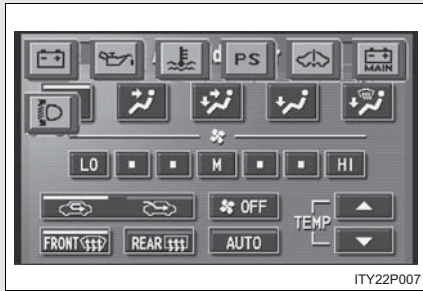 PS
MAIN
LO M HI
OFF
TEMP
FRONT REAR AUTO
ITY22P007